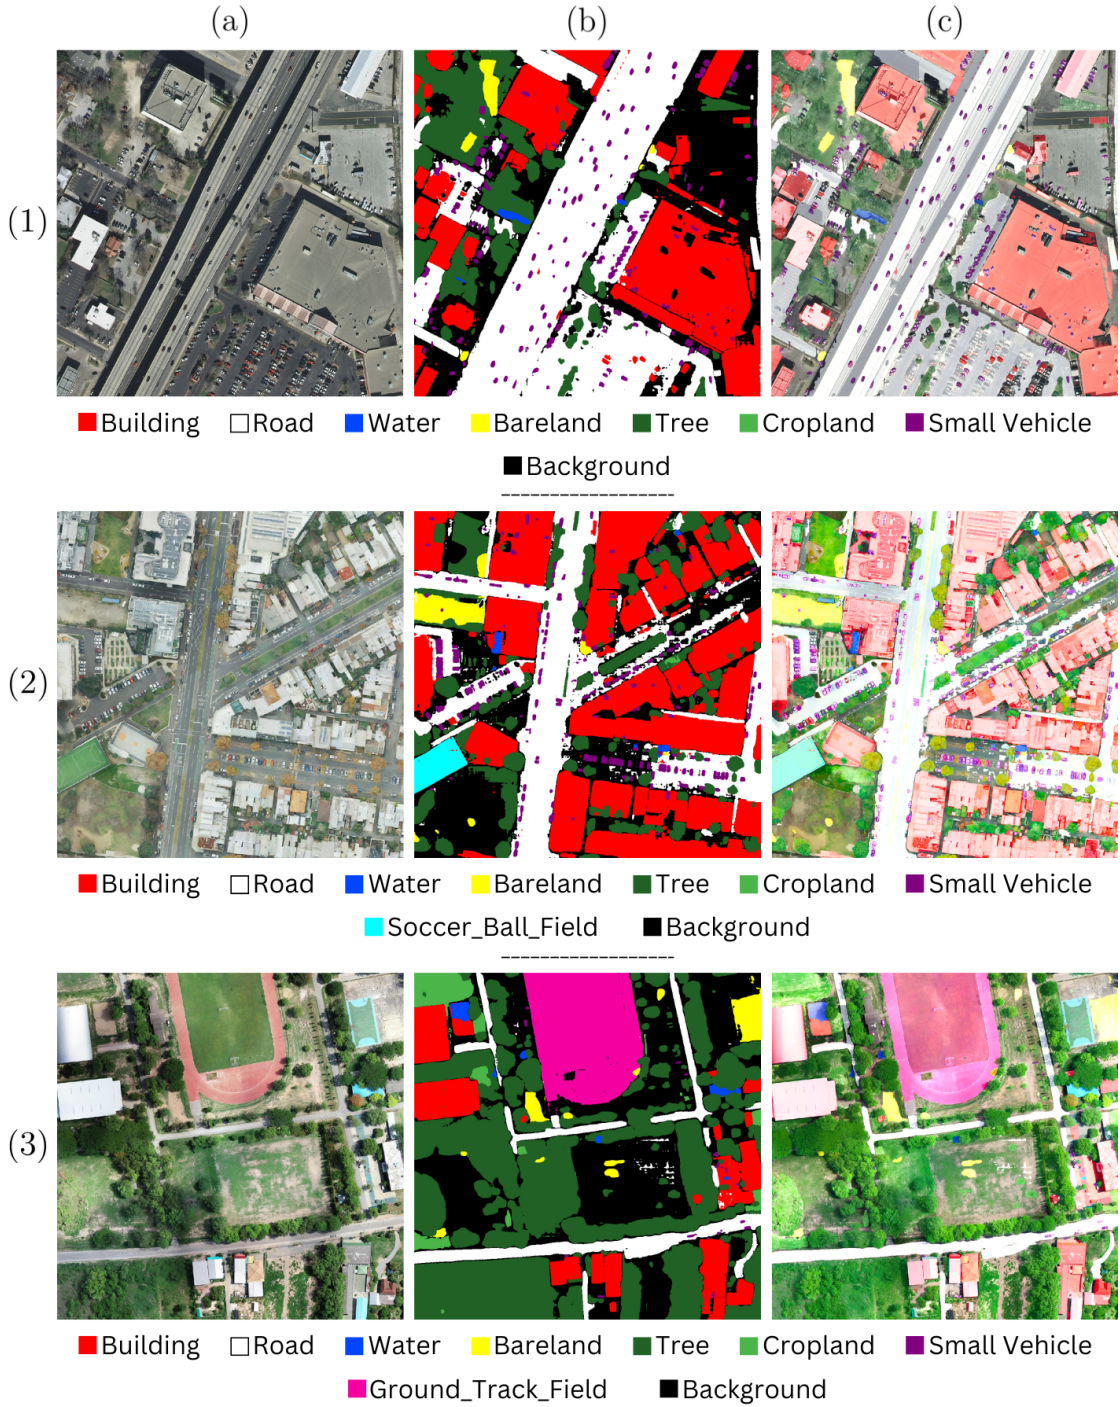 (a) (b) (c)
(1)
Building Road Water Bareland Tree Cropland Small Vehicle
Background
------------------
(2)
Building Road Water Bareland Tree Cropland Small Vehicle
Soccer_Ball_Field Background
------------------
(3)
Building Road Water Bareland Tree Cropland Small Vehicle
Ground_Track_Field Background